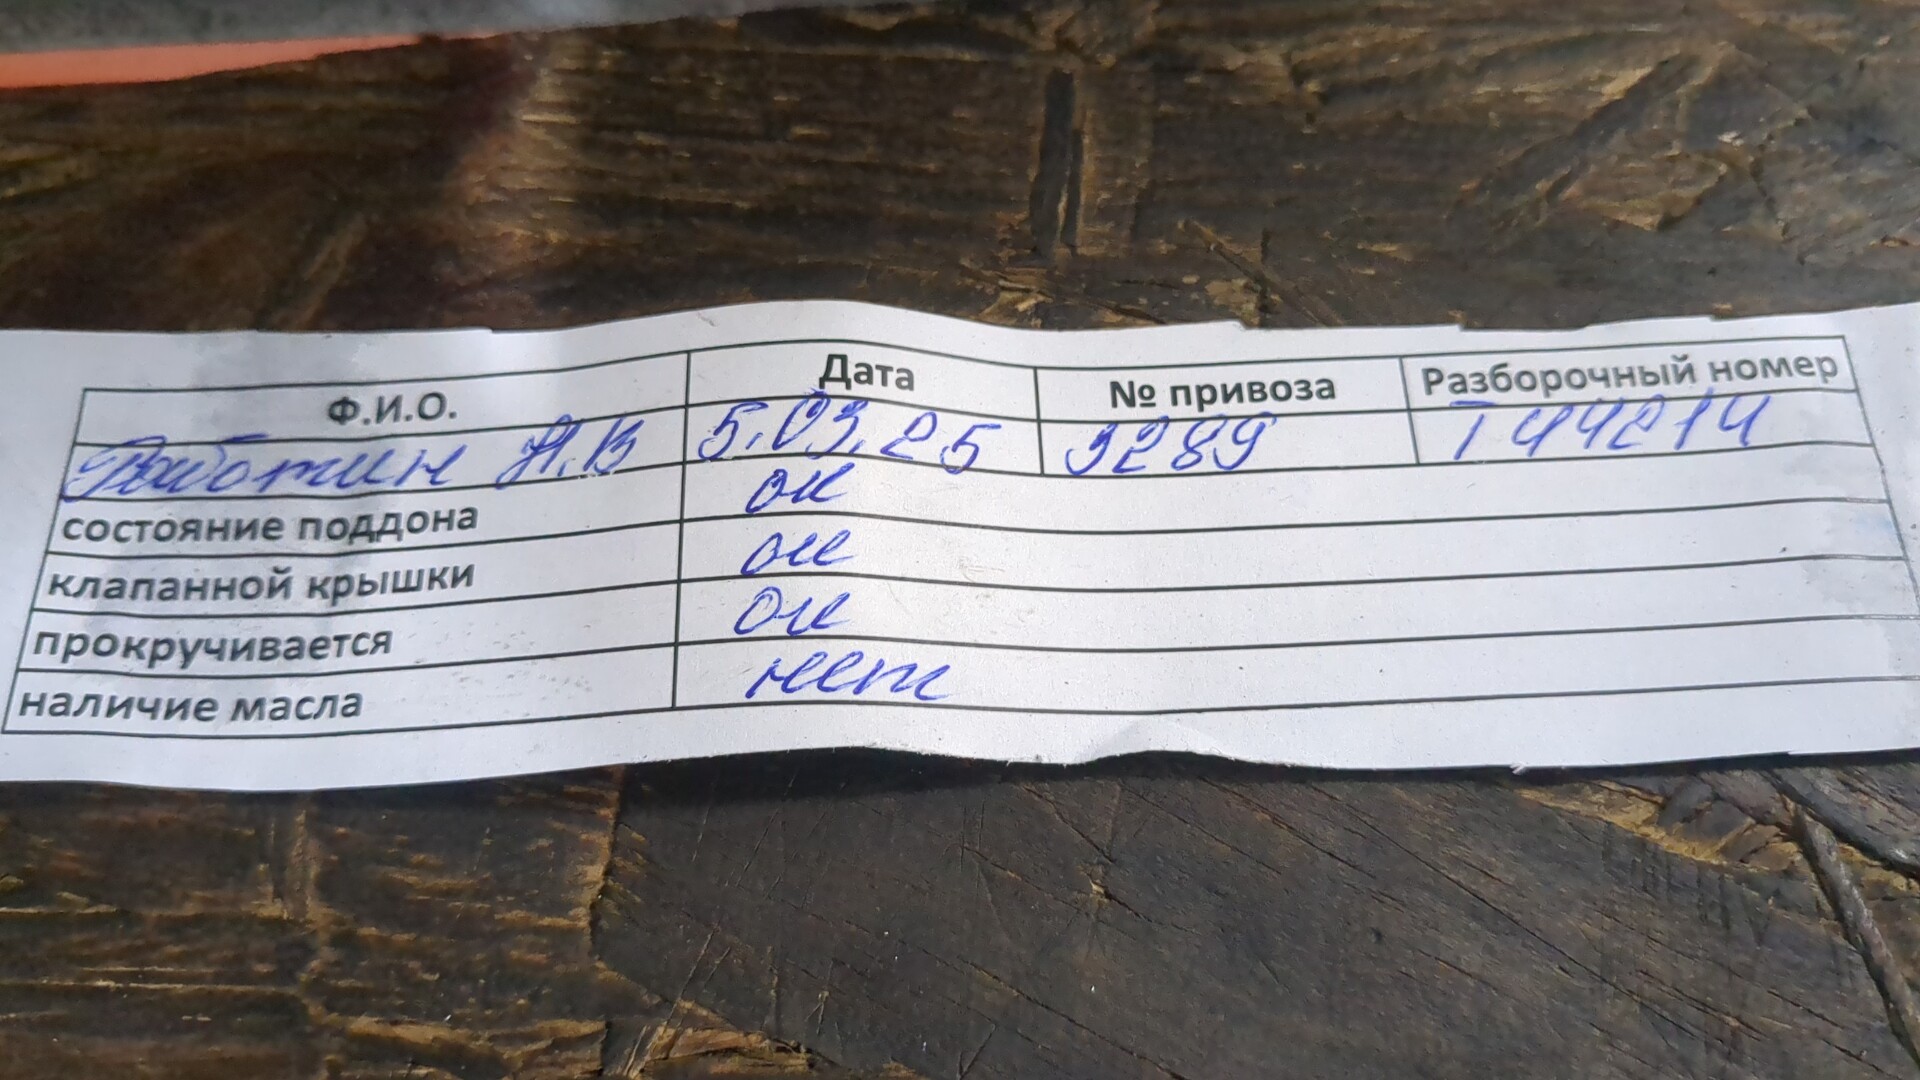 Ф.И.О. Дата № привоза Разборочный номер
Работин Н.В 5.03.25 9289 Т44214
состояние поддона ок
клапанной крышки ок
прокручивается ок
наличие масла нет